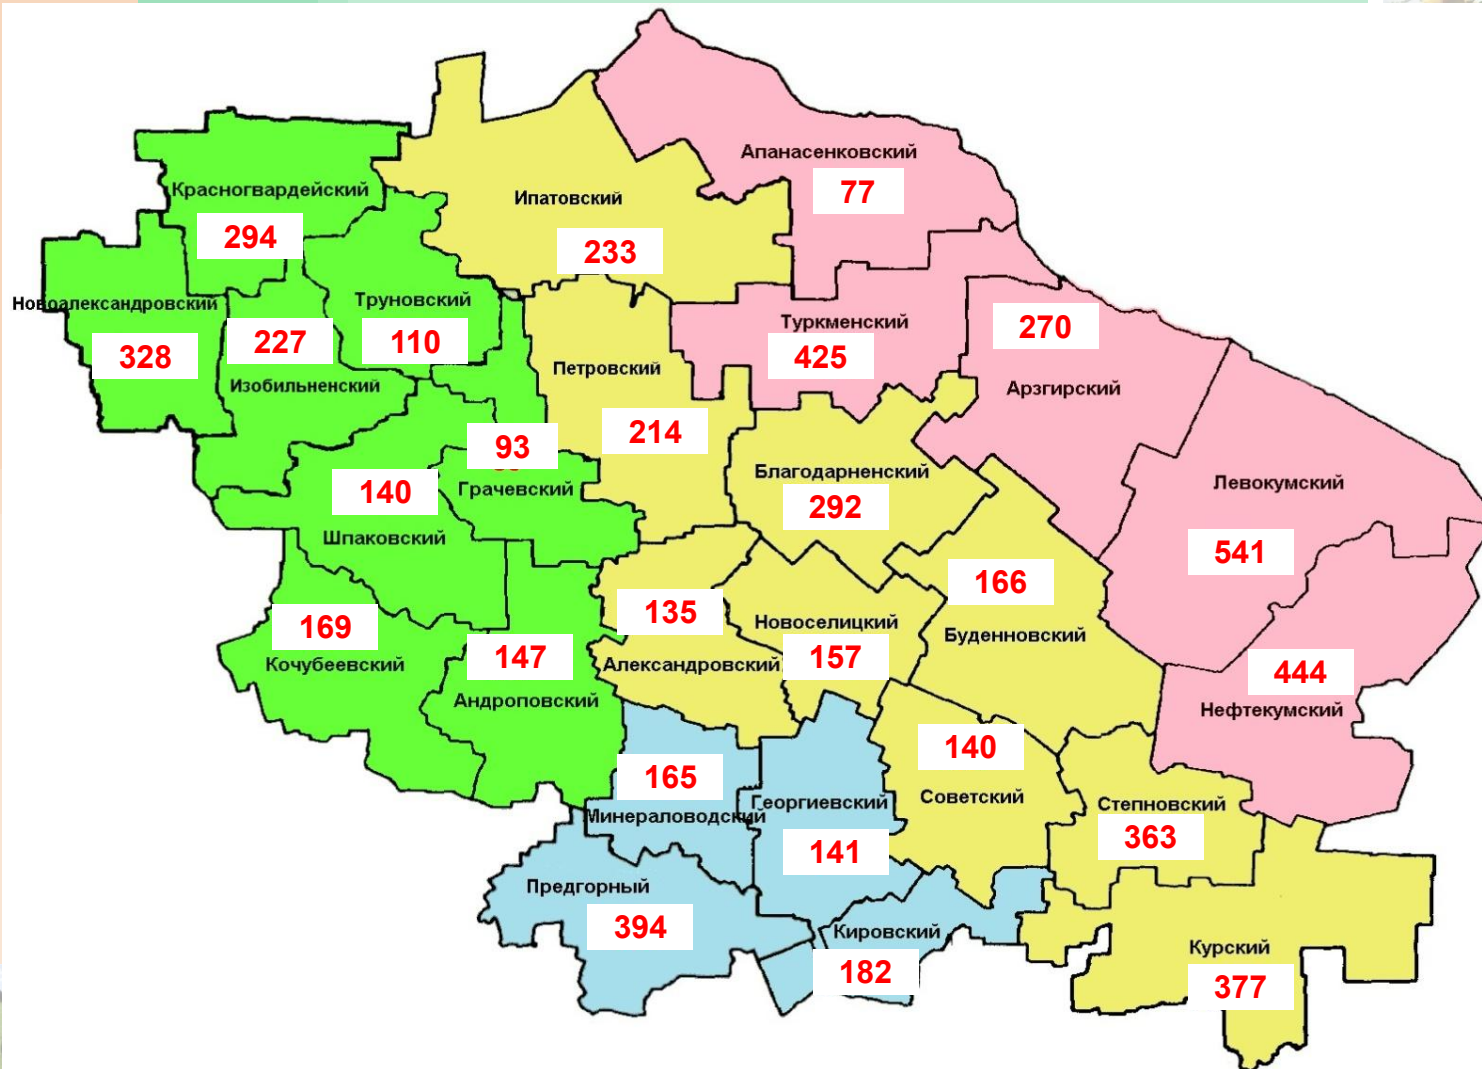 Апанасенковский
77
Красногвардейский
294
Ипатовский
233
Новоалександровский
328
Труновский
110
227
Изобильненский
Туркменский
425
270
Арзгирский
Петровский
214
93
Грачевский
140
Шпаковский
Благодарненский
292
Левокумский
541
169
Кочубеевский
147
Андроповский
135
Александровский
Новоселицкий
157
166
Буденновский
444
Нефтекумский
165
Минераловодский
Георгиевский
141
140
Советский
Степновский
363
Предгорный
394
Кировский
182
Курский
377